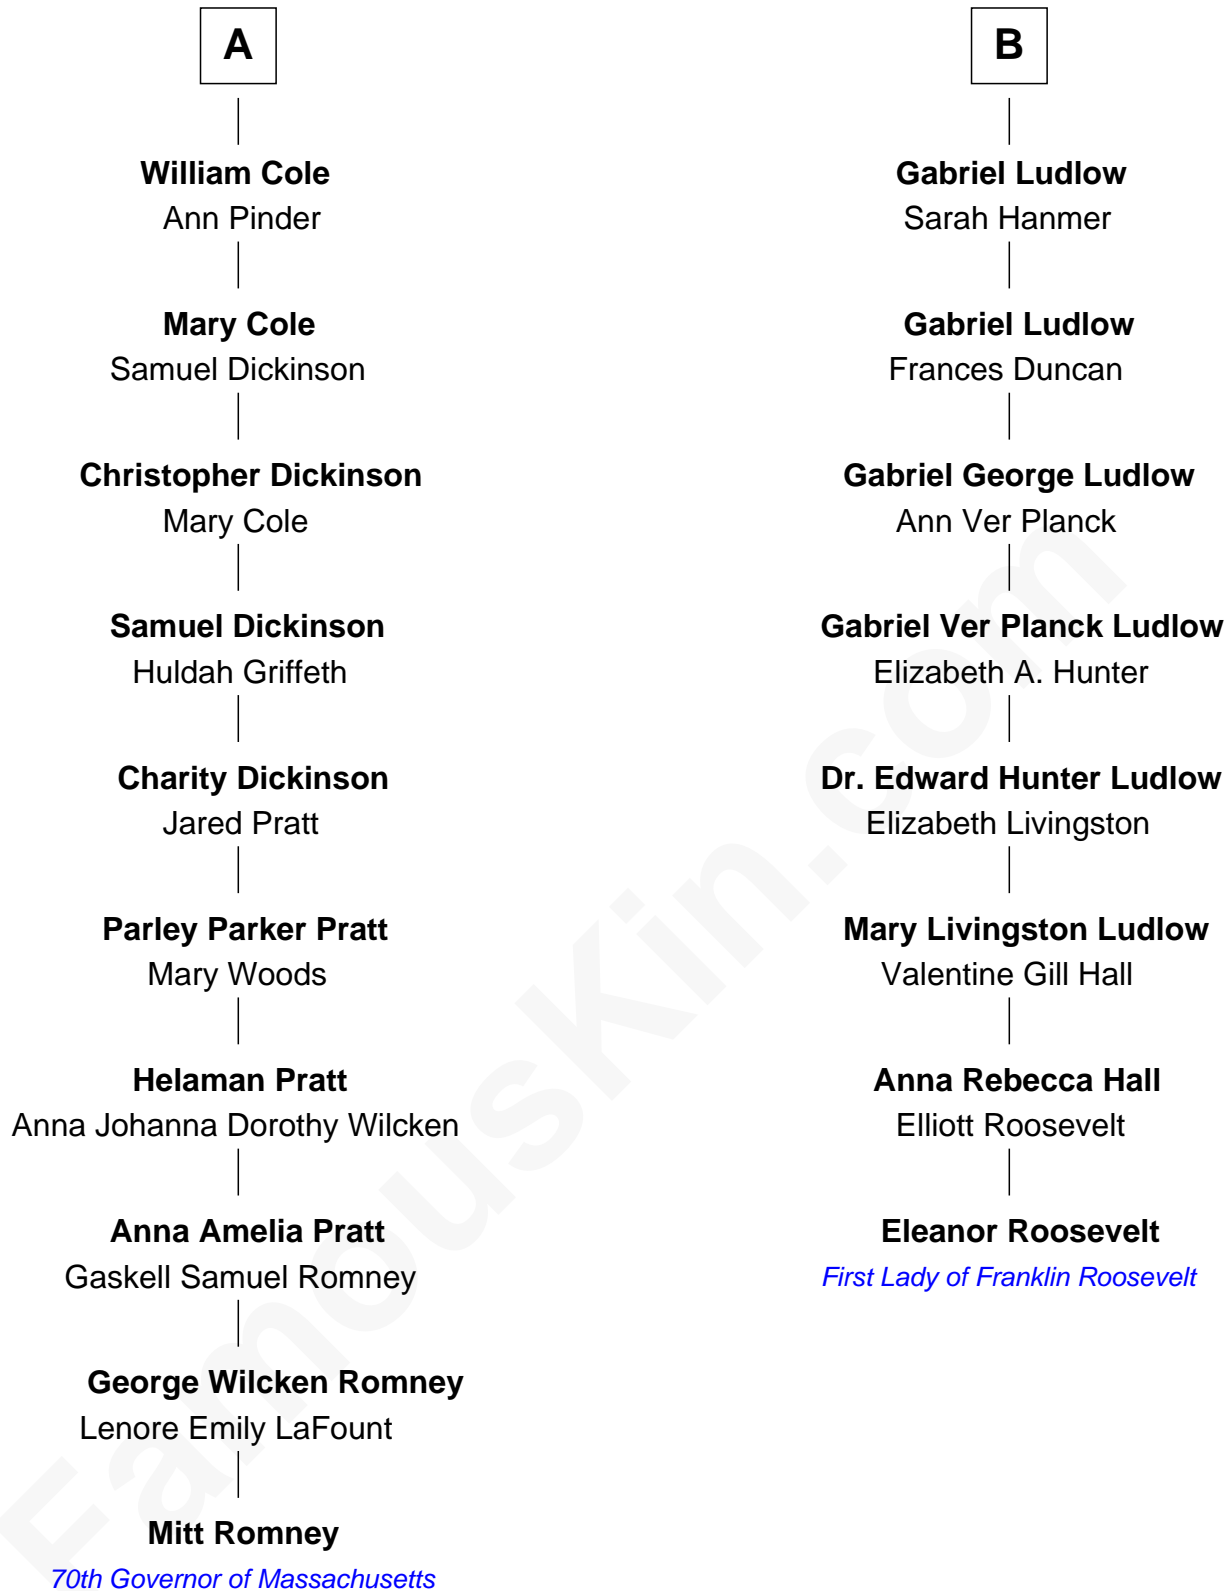 A
William Cole
Ann Pinder
Mary Cole
Samuel Dickinson
Christopher Dickinson
Mary Cole
Samuel Dickinson
Huldah Griffeth
Charity Dickinson
Jared Pratt
Parley Parker Pratt
Mary Woods
Helaman Pratt
Anna Johanna Dorothy Wilcken
Anna Amelia Pratt
Gaskell Samuel Romney
George Wilcken Romney
Lenore Emily LaFount
Mitt Romney
70th Governor of Massachusetts
B
Gabriel Ludlow
Sarah Hanmer
Gabriel Ludlow
Frances Duncan
Gabriel George Ludlow
Ann Ver Planck
Gabriel Ver Planck Ludlow
Elizabeth A. Hunter
Dr. Edward Hunter Ludlow
Elizabeth Livingston
Mary Livingston Ludlow
Valentine Gill Hall
Anna Rebecca Hall
Elliott Roosevelt
Eleanor Roosevelt
First Lady of Franklin Roosevelt
FamousKin.com